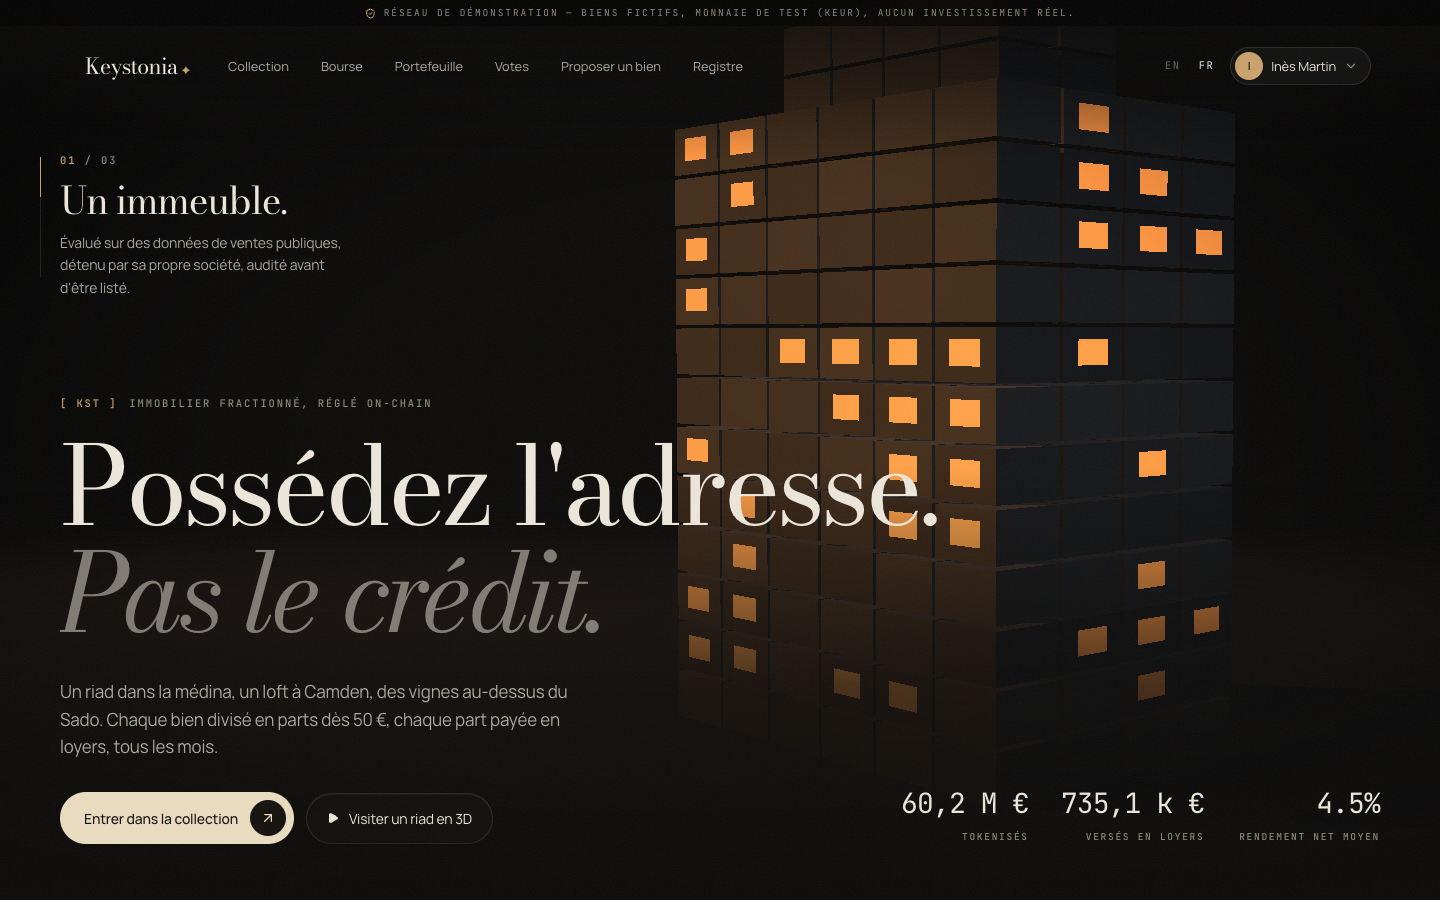 RÉSEAU DE DÉMONSTRATION — BIENS FICTIFS, MONNAIE DE TEST (KEUR), AUCUN INVESTISSEMENT RÉEL.
Keystonia
Collection
Bourse
Portefeuille
Votes
Proposer un bien
Registre
EN
FR
I
Inès Martin
01 / 03
Un immeuble.
Évalué sur des données de ventes publiques,
détenu par sa propre société, audité avant
d'être listé.
[ KST ] IMMOBILIER FRACTIONNÉ, RÉGLÉ ON-CHAIN
Possédez l'adresse.
Pas le crédit.
Un riad dans la médina, un loft à Camden, des vignes au-dessus du
Sado. Chaque bien divisé en parts dès 50 €, chaque part payée en
loyers, tous les mois.
Entrer dans la collection
Visiter un riad en 3D
60,2 M €
TOKENISÉS
735,1 k €
VERSÉS EN LOYERS
4.5%
RENDEMENT NET MOYEN